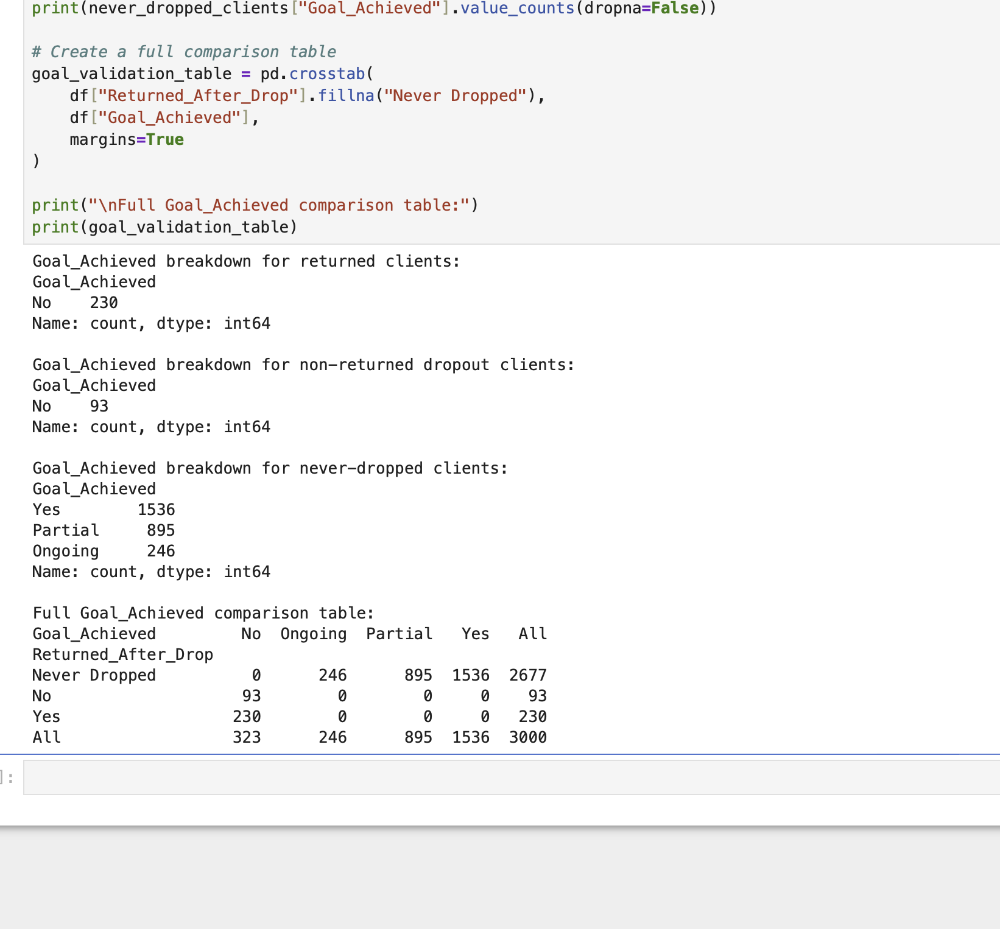 print(never_dropped_clients["Goal_Achieved"].value_counts(dropna=False))

# Create a full comparison table
goal_validation_table = pd.crosstab(
    df["Returned_After_Drop"].fillna("Never Dropped"),
    df["Goal_Achieved"],
    margins=True
)

print("\nFull Goal_Achieved comparison table:")
print(goal_validation_table)
Goal_Achieved breakdown for returned clients:
Goal_Achieved
No    230
Name: count, dtype: int64

Goal_Achieved breakdown for non-returned dropout clients:
Goal_Achieved
No    93
Name: count, dtype: int64

Goal_Achieved breakdown for never-dropped clients:
Goal_Achieved
Yes        1536
Partial     895
Ongoing     246
Name: count, dtype: int64

Full Goal_Achieved comparison table:
Goal_Achieved         No  Ongoing  Partial   Yes   All
Returned_After_Drop
Never Dropped          0      246      895  1536  2677
No                    93        0        0     0    93
Yes                  230        0        0     0   230
All                  323      246      895  1536  3000
]: